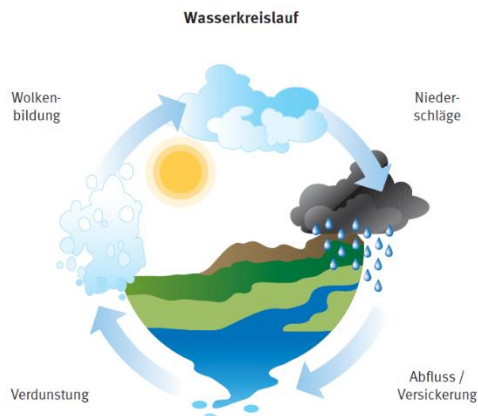 Wasserkreislauf
Wolken-
bildung
Nieder-
schläge
Verdunstung
Abfluss /
Versickerung